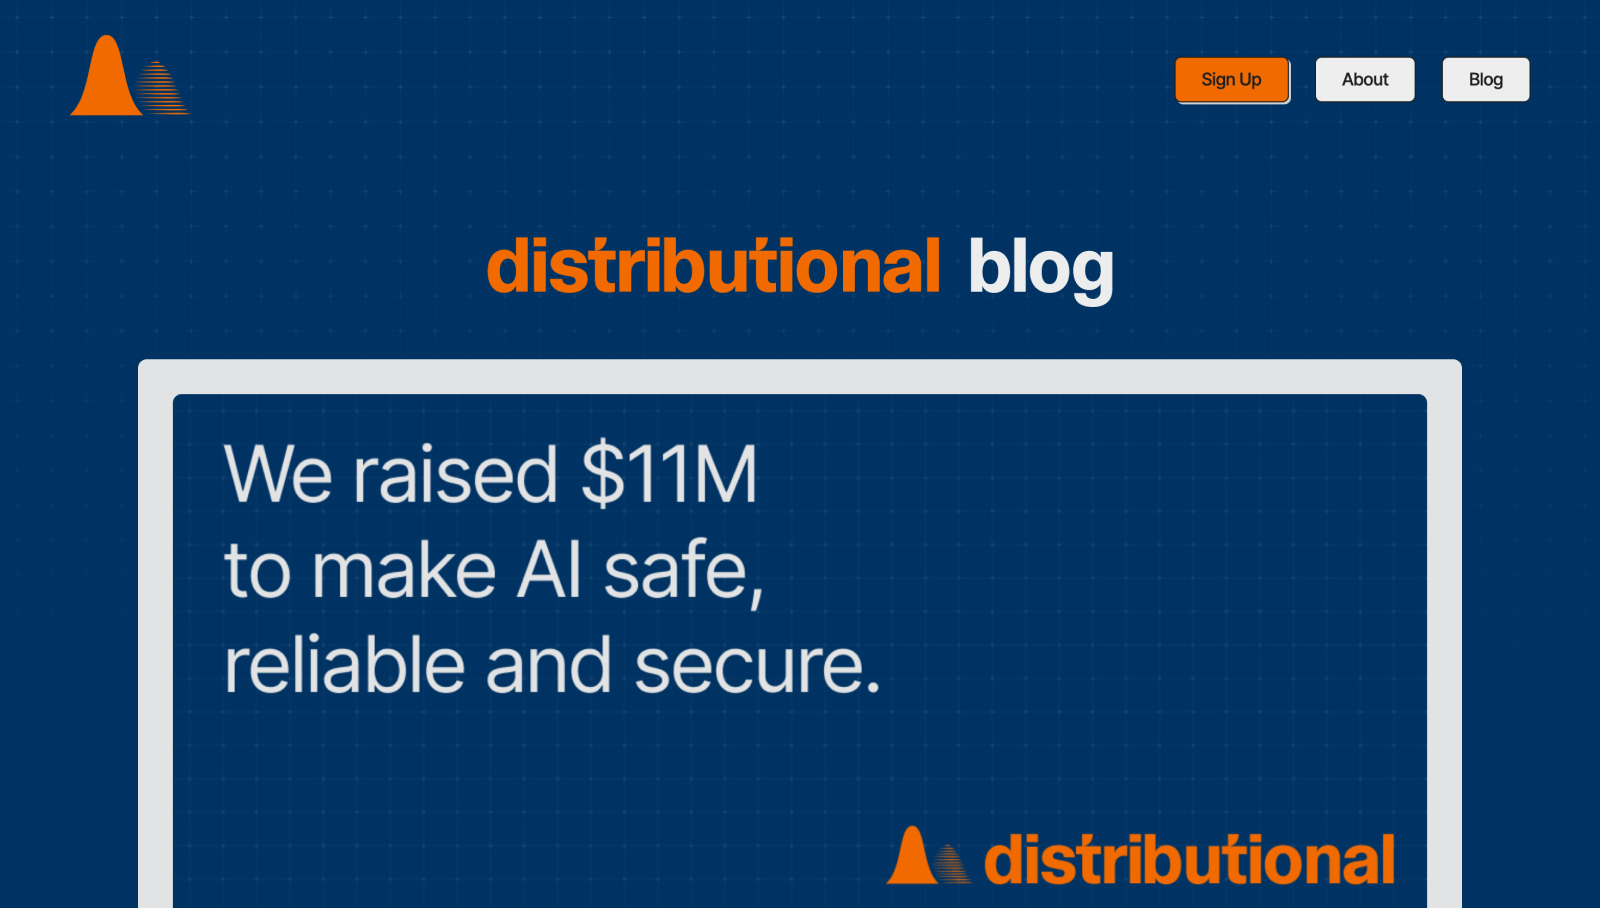 Sign Up
About
Blog
distributional blog
We raised $11M
to make AI safe,
reliable and secure.
distributional